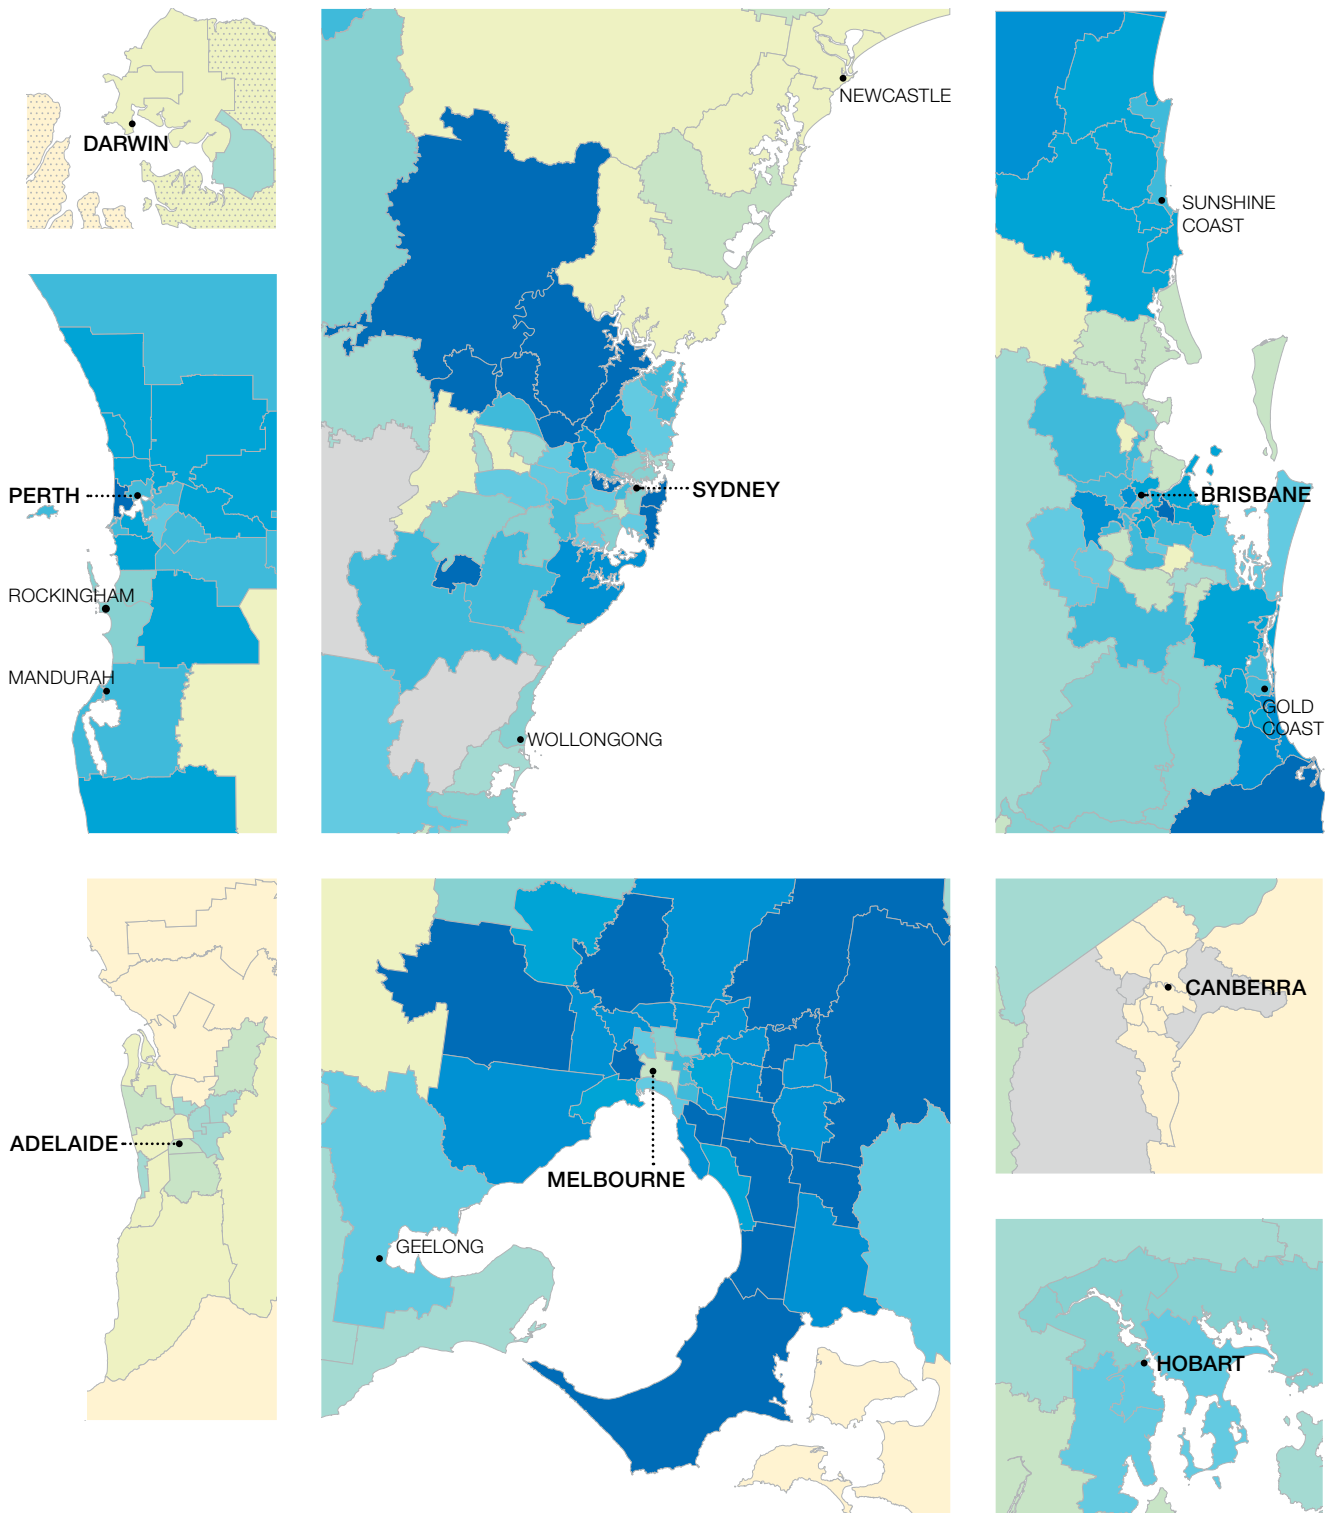 NEWCASTLE
DARWIN
SUNSHINE
COAST
PERTH
SYDNEY
BRISBANE
ROCKINGHAM
MANDURAH
GOLD
COAST
WOLLONGONG
CANBERRA
ADELAIDE
MELBOURNE
GEELONG
HOBART